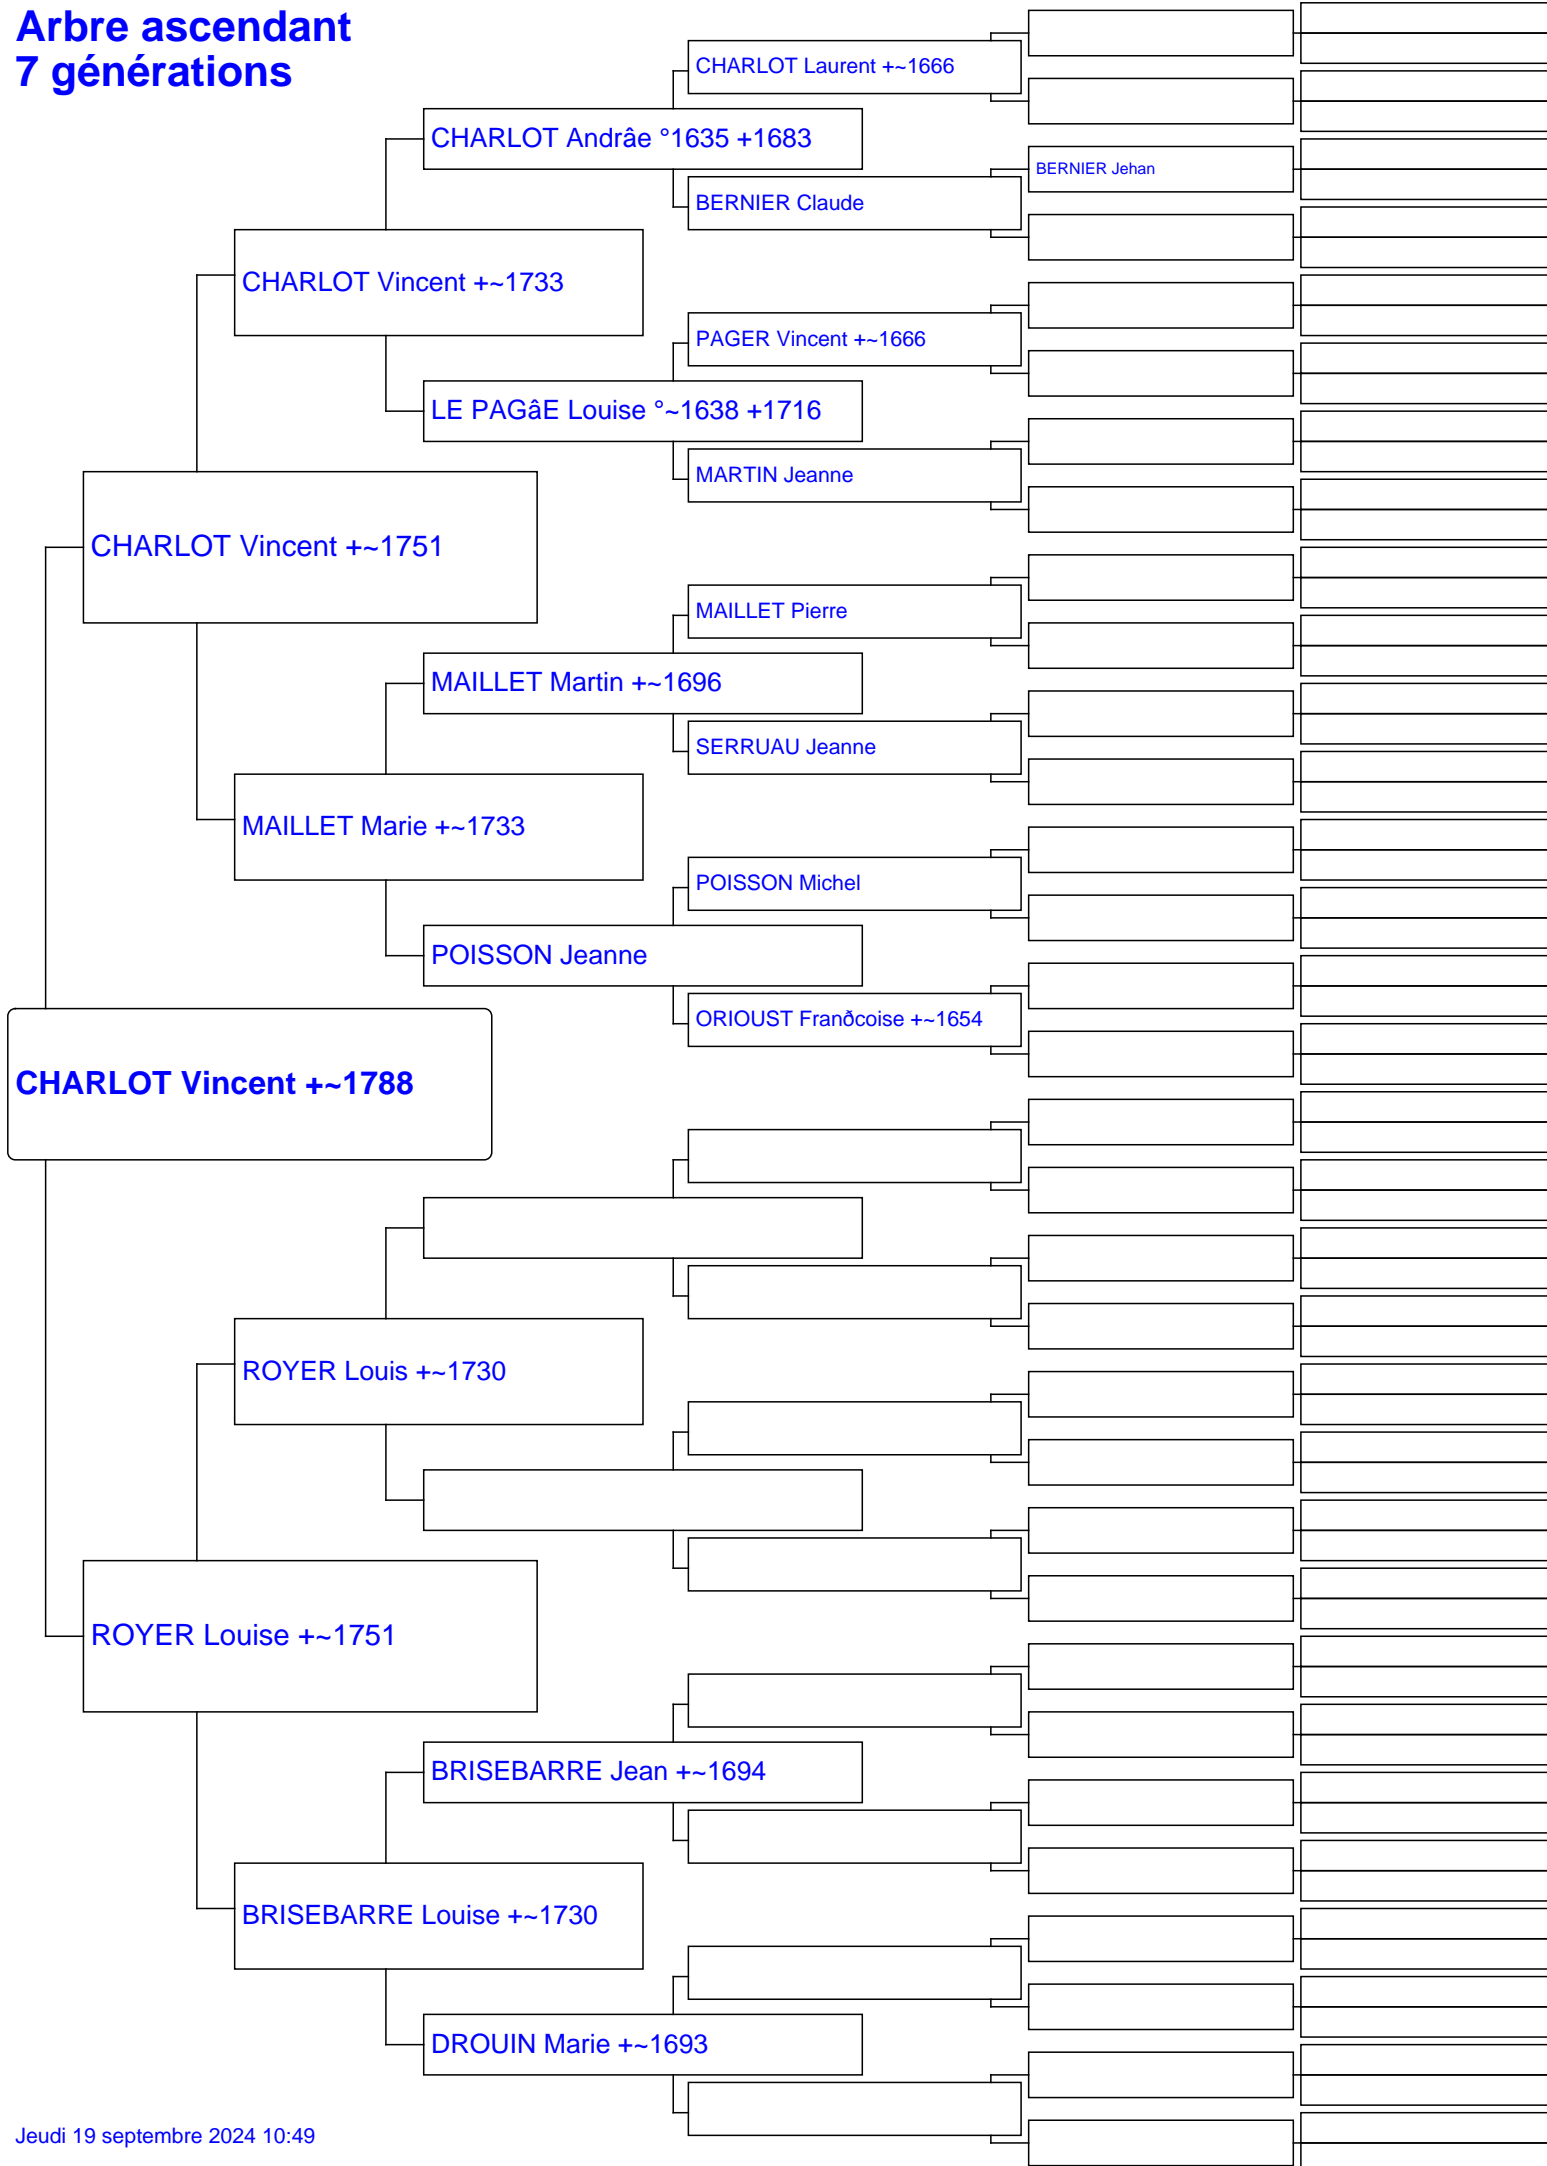 Arbre ascendant
7 générations
CHARLOT Laurent +~1666
CHARLOT Andrâe °1635 +1683
BERNIER Jehan
BERNIER Claude
CHARLOT Vincent +~1733
PAGER Vincent +~1666
LE PAGâE Louise °~1638 +1716
MARTIN Jeanne
CHARLOT Vincent +~1751
MAILLET Pierre
MAILLET Martin +~1696
SERRUAU Jeanne
MAILLET Marie +~1733
POISSON Michel
POISSON Jeanne
ORIOUST Franðcoise +~1654
CHARLOT Vincent +~1788
ROYER Louis +~1730
ROYER Louise +~1751
BRISEBARRE Jean +~1694
BRISEBARRE Louise +~1730
DROUIN Marie +~1693
Jeudi 19 septembre 2024 10:49